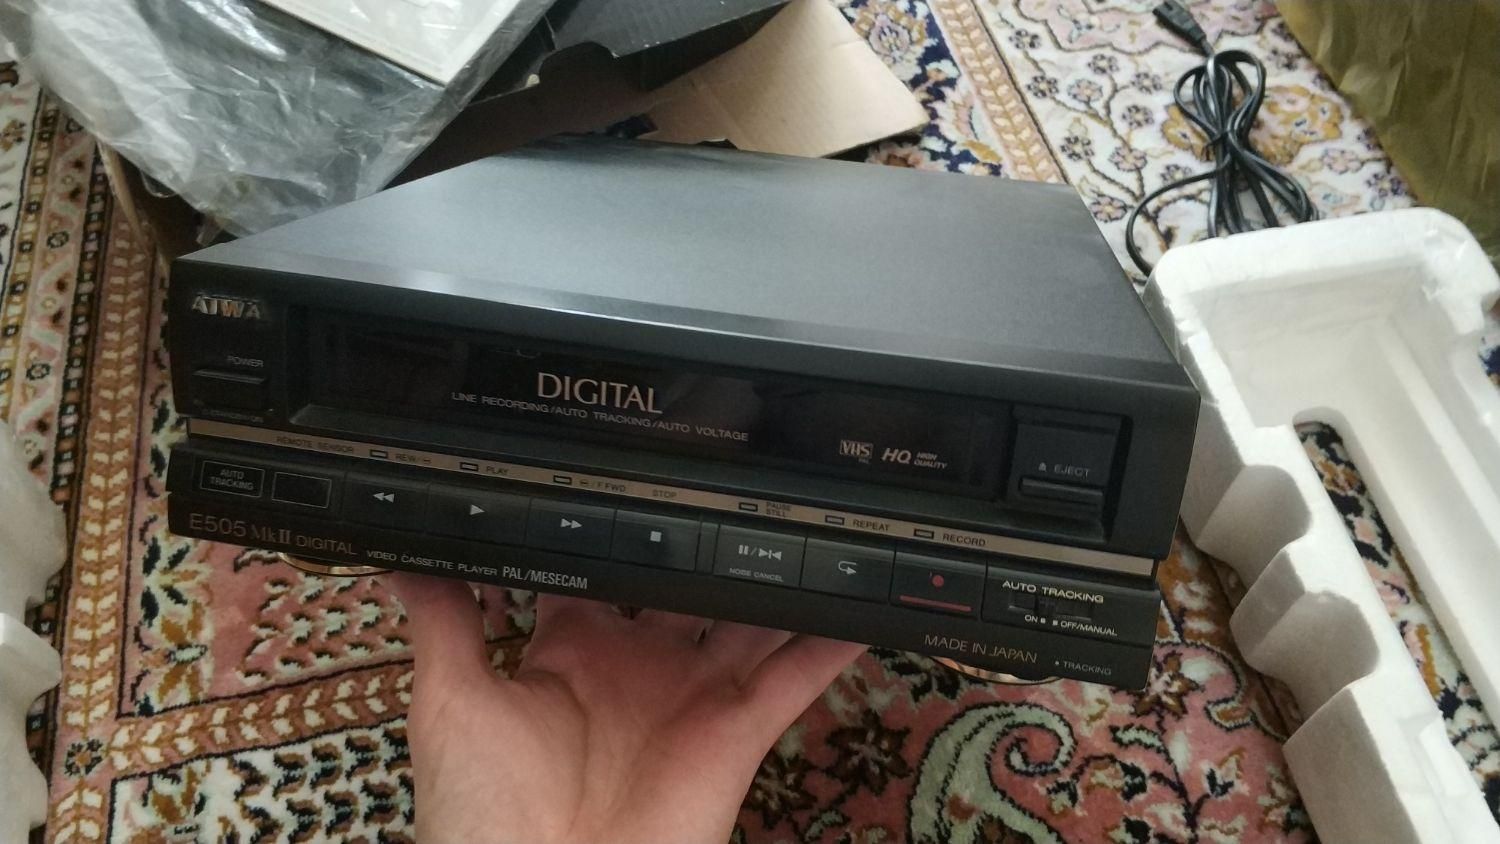 AIWA
POWER
DIGITAL
LINE RECORDING/AUTO TRACKING/AUTO VOLTAGE
VHS
PAL
HQ HIGH QUALITY
EJECT
REMOTE SENSOR
REW/
PLAY
/F FWD
STOP
PAUSE
STILL
REPEAT
RECORD
AUTO
TRACKING
NOISE CANCEL
AUTO TRACKING
ON OFF/MANUAL
E505 MkII DIGITAL VIDEO CASSETTE PLAYER PAL/MESECAM
MADE IN JAPAN
TRACKING